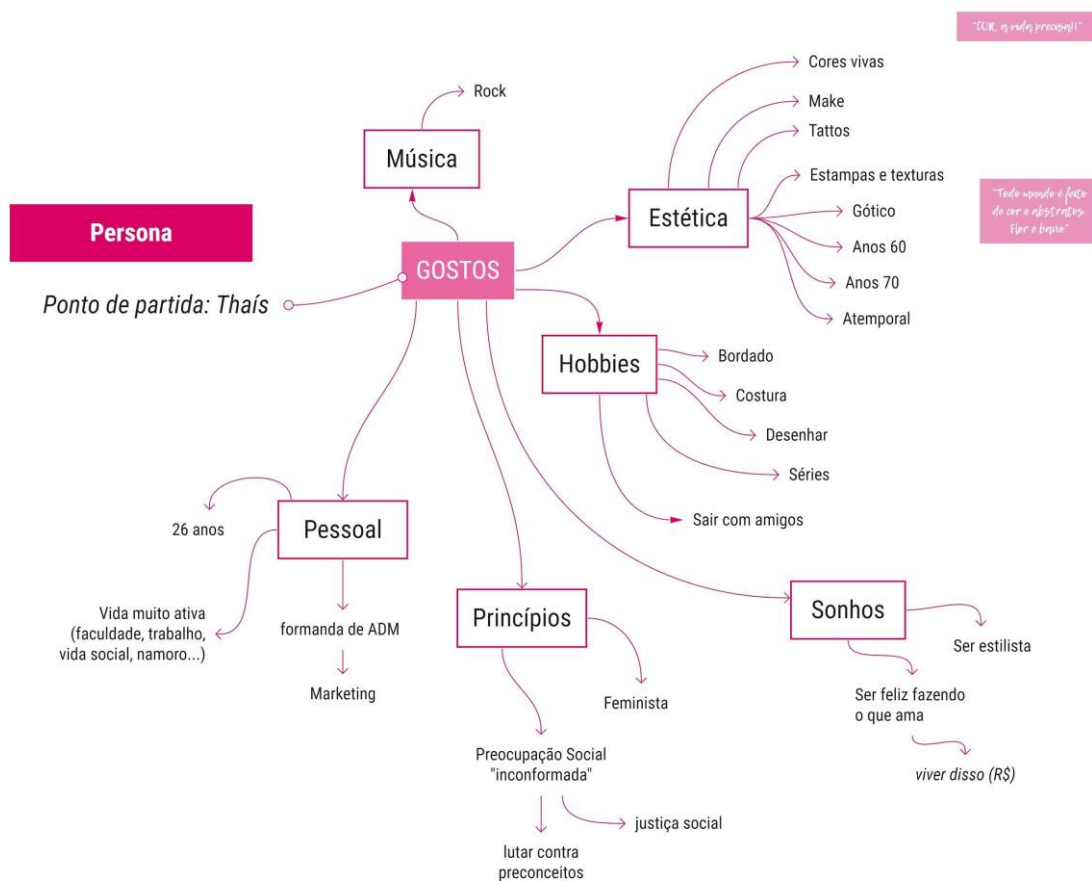 "COR, a vida precisa!!"
Cores vivas
Rock
Make
Tattos
Música
Estampas e texturas
"Todo mundo é feito
de cor e abstratos
Flor e barro"
Estética
Gótico
Persona
Anos 60
GOSTOS
Anos 70
Ponto de partida: Thaís
Atemporal
Hobbies
Bordado
Costura
Desenhar
Séries
Sair com amigos
26 anos
Pessoal
Vida muito ativa
(faculdade, trabalho,
vida social, namoro...)
formanda de ADM
Marketing
Princípios
Sonhos
Ser estilista
Feminista
Ser feliz fazendo
o que ama
Preocupação Social
"inconformada"
viver disso (R$)
justiça social
lutar contra
preconceitos